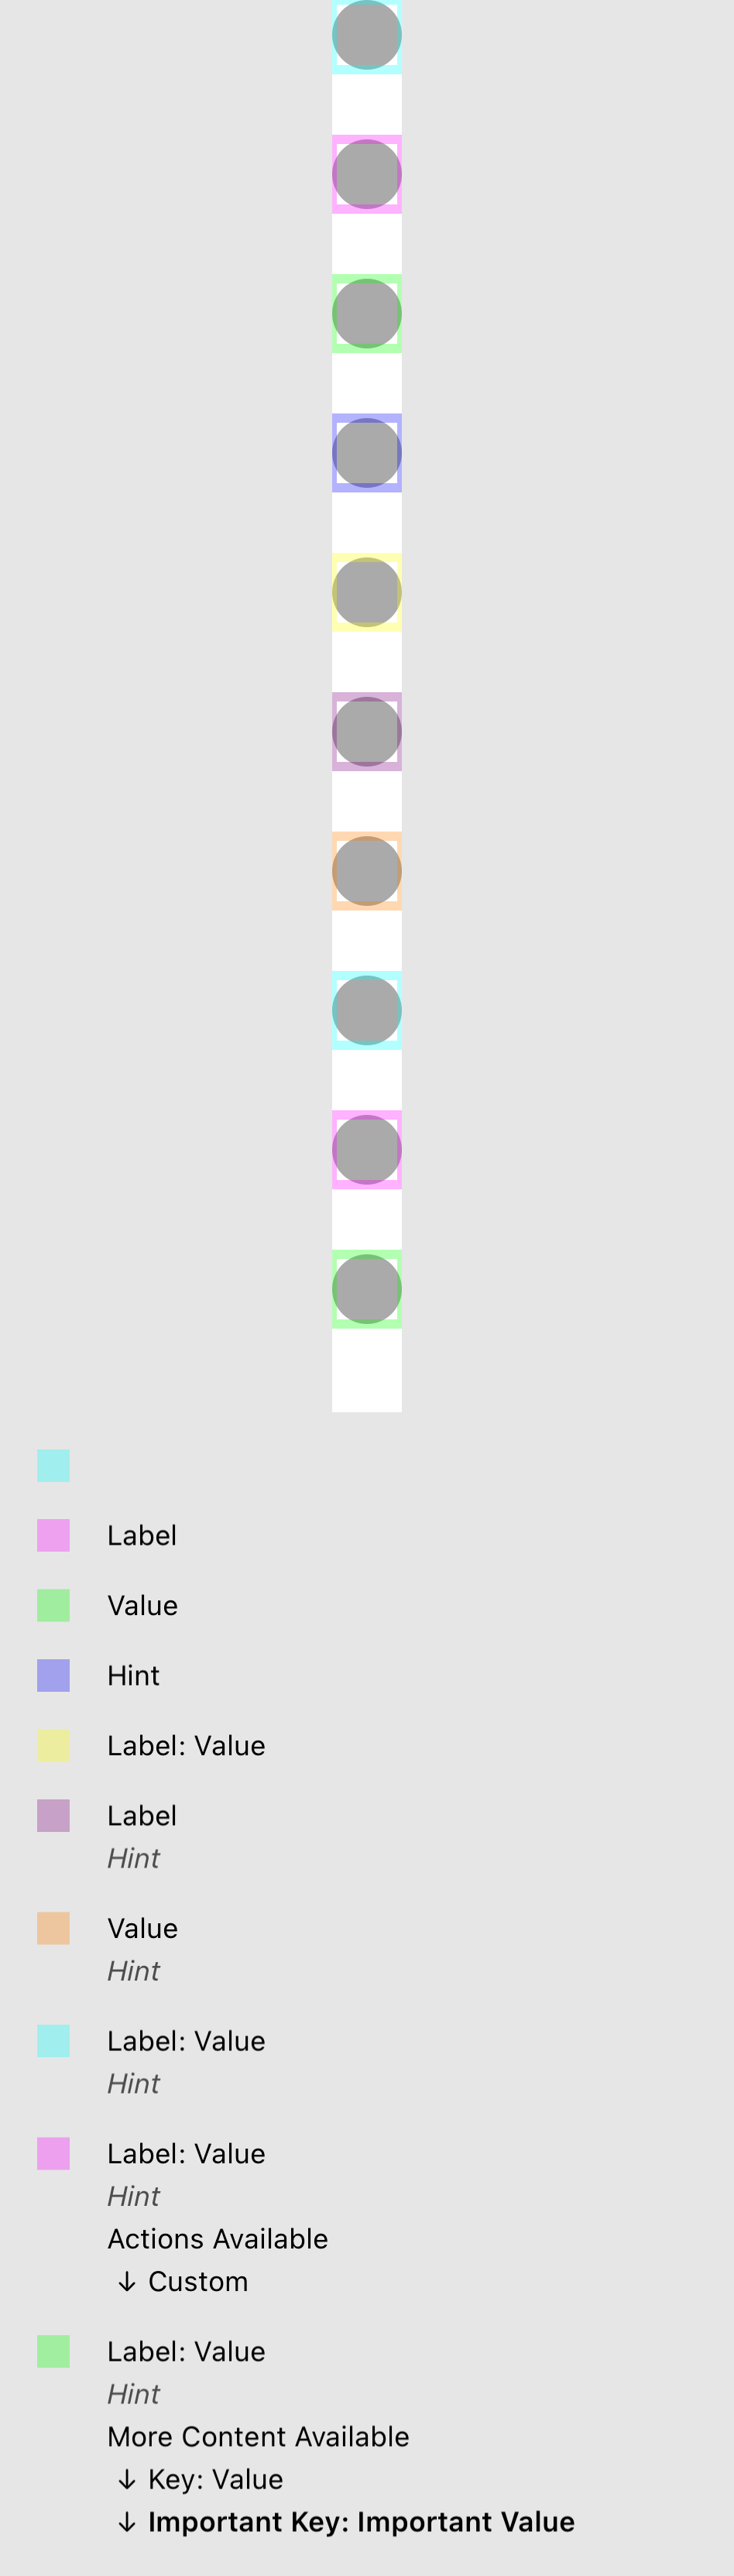 Label
Value
Hint
Label: Value
Label
Hint
Value
Hint
Label: Value
Hint
Label: Value
Hint
Actions Available
↓ Custom
Label: Value
Hint
More Content Available
↓ Key: Value
↓ Important Key: Important Value